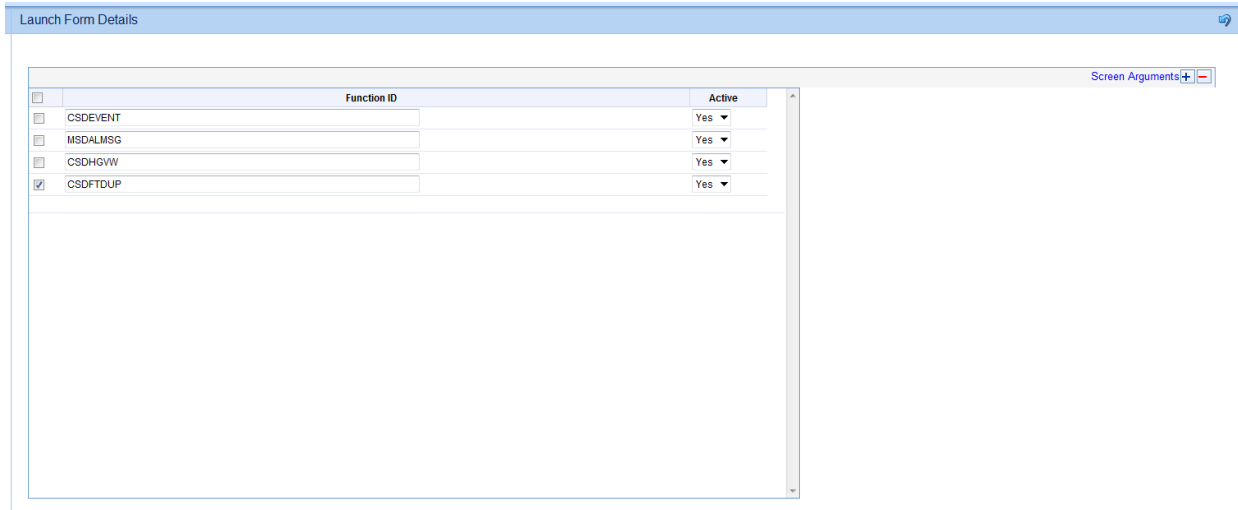 Launch Form Details
Screen Arguments
Function ID Active
CSDEVENT Yes
MSDALMSG Yes
CSDHGVW Yes
CSDFTDUP Yes